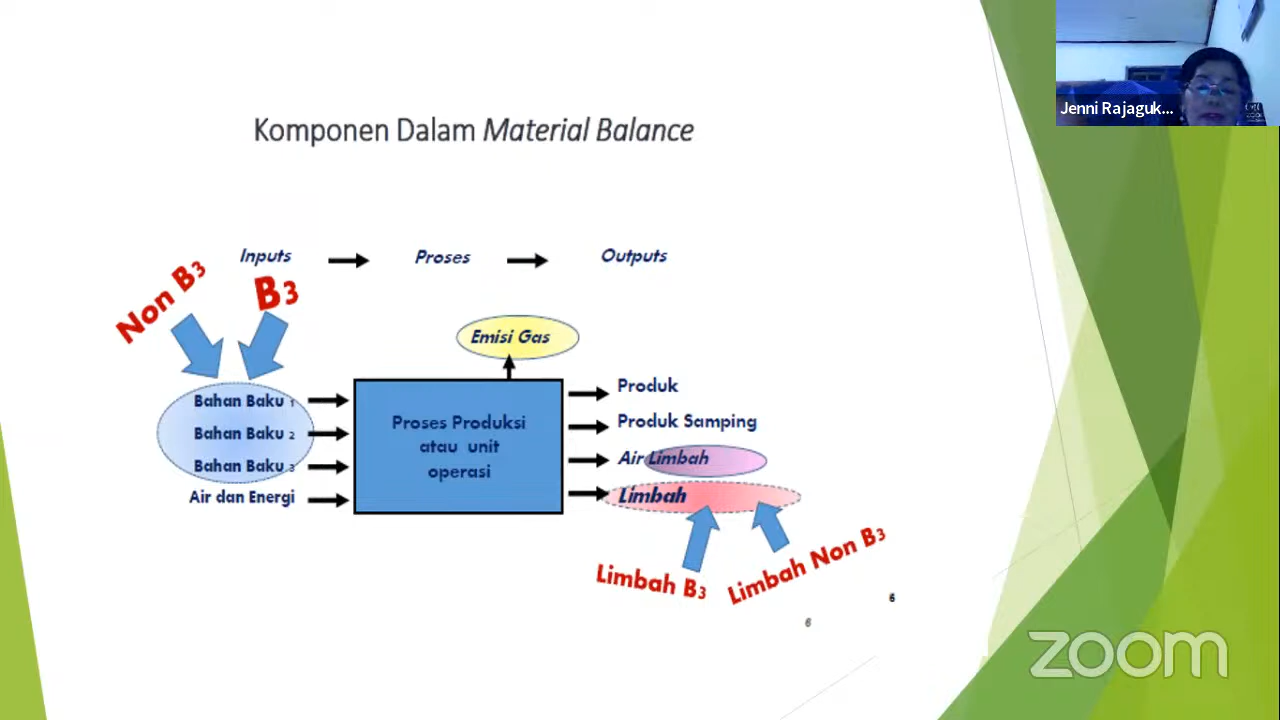 Jenni Rajaguk...
Komponen Dalam Material Balance
Inputs
Proses
Outputs
Non B3
B3
Emisi Gas
Bahan Baku 1
Bahan Baku 2
Bahan Baku 3
Air dan Energi
Proses Produksi
atau unit
operasi
Produk
Produk Samping
Air Limbah
Limbah
Limbah B3
Limbah Non B3
6
6
zoom